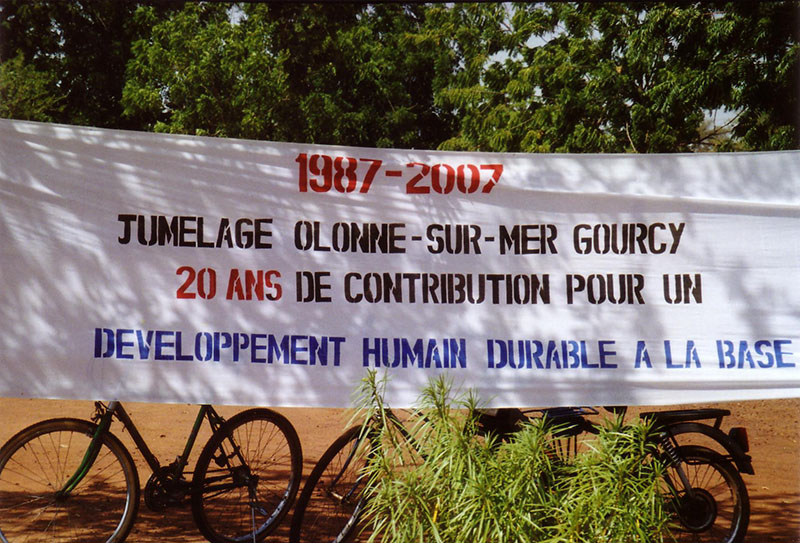 1987-2007
JUMELAGE OLONNE-SUR-MER GOURCY
20 ANS DE CONTRIBUTION POUR UN
DEVELOPPEMENT HUMAIN DURABLE A LA BASE